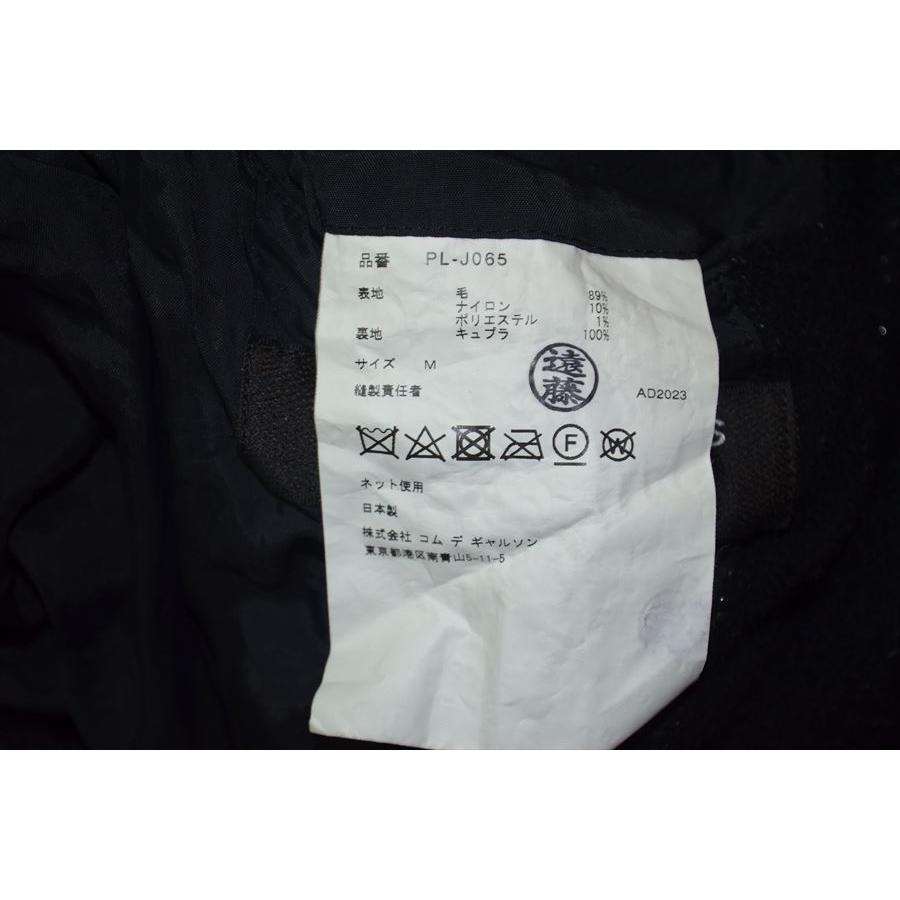 品番 PL-J065
表地 毛 89%
ナイロン 10%
ポリエステル 1%
裏地 キュプラ 100%
サイズ M
縫製責任者 遠藤 AD2023
F W
ネット使用
日本製
株式会社 コム デ ギャルソン
東京都港区南青山5-11-5
S